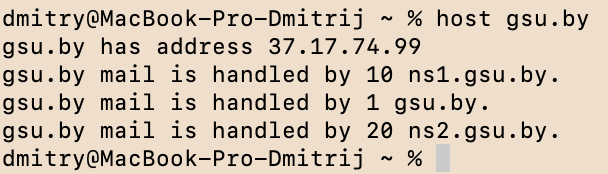 dmitry@MacBook-Pro-Dmitrij ~ % host gsu.by
gsu.by has address 37.17.74.99
gsu.by mail is handled by 10 ns1.gsu.by.
gsu.by mail is handled by 1 gsu.by.
gsu.by mail is handled by 20 ns2.gsu.by.
dmitry@MacBook-Pro-Dmitrij ~ %